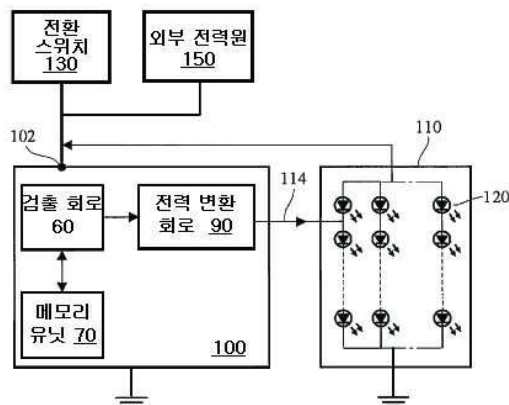 전환
스위치
130
외부 전력원
150
102
110
검출 회로
60
전력 변환
회로 90
114
120
메모리
유닛 70
100